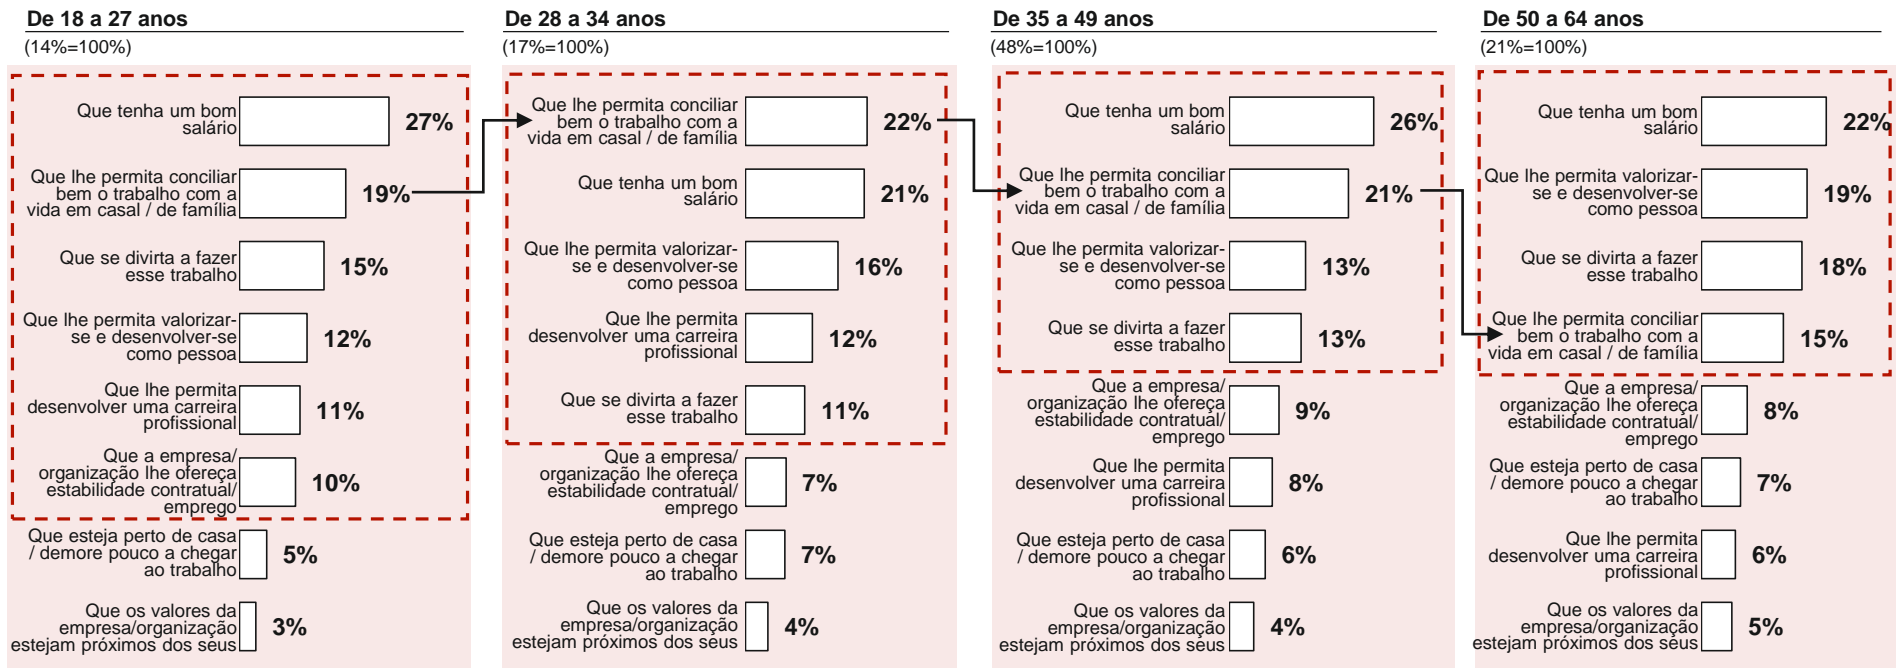 De 18 a 27 anos
(14%=100%)
Que tenha um bom
salário
27%
Que lhe permita conciliar
bem o trabalho com a
vida em casal / de família
19%
Que se divirta a fazer
esse trabalho
15%
Que lhe permita valorizar-
se e desenvolver-se
como pessoa
12%
Que lhe permita
desenvolver uma carreira
profissional
11%
Que a empresa/
organização lhe ofereça
estabilidade contratual/
emprego
10%
Que esteja perto de casa
/ demore pouco a chegar
ao trabalho
5%
Que os valores da
empresa/organização
estejam próximos dos seus
3%
De 28 a 34 anos
(17%=100%)
Que lhe permita conciliar
bem o trabalho com a
vida em casal / de família
22%
Que tenha um bom
salário
21%
Que lhe permita valorizar-
se e desenvolver-se
como pessoa
16%
Que lhe permita
desenvolver uma carreira
profissional
12%
Que se divirta a fazer
esse trabalho
11%
Que a empresa/
organização lhe ofereça
estabilidade contratual/
emprego
7%
Que esteja perto de casa
/ demore pouco a chegar
ao trabalho
7%
Que os valores da
empresa/organização
estejam próximos dos seus
4%
De 35 a 49 anos
(48%=100%)
Que tenha um bom
salário
26%
Que lhe permita conciliar
bem o trabalho com a
vida em casal / de família
21%
Que lhe permita valorizar-
se e desenvolver-se
como pessoa
13%
Que se divirta a fazer
esse trabalho
13%
Que a empresa/
organização lhe ofereça
estabilidade contratual/
emprego
9%
Que lhe permita
desenvolver uma carreira
profissional
8%
Que esteja perto de casa
/ demore pouco a chegar
ao trabalho
6%
Que os valores da
empresa/organização
estejam próximos dos seus
4%
De 50 a 64 anos
(21%=100%)
Que tenha um bom
salário
22%
Que lhe permita valorizar-
se e desenvolver-se
como pessoa
19%
Que se divirta a fazer
esse trabalho
18%
Que lhe permita conciliar
bem o trabalho com a
vida em casal / de família
15%
Que a empresa/
organização lhe ofereça
estabilidade contratual/
emprego
8%
Que esteja perto de casa
/ demore pouco a chegar
ao trabalho
7%
Que lhe permita
desenvolver uma carreira
profissional
6%
Que os valores da
empresa/organização
estejam próximos dos seus
5%